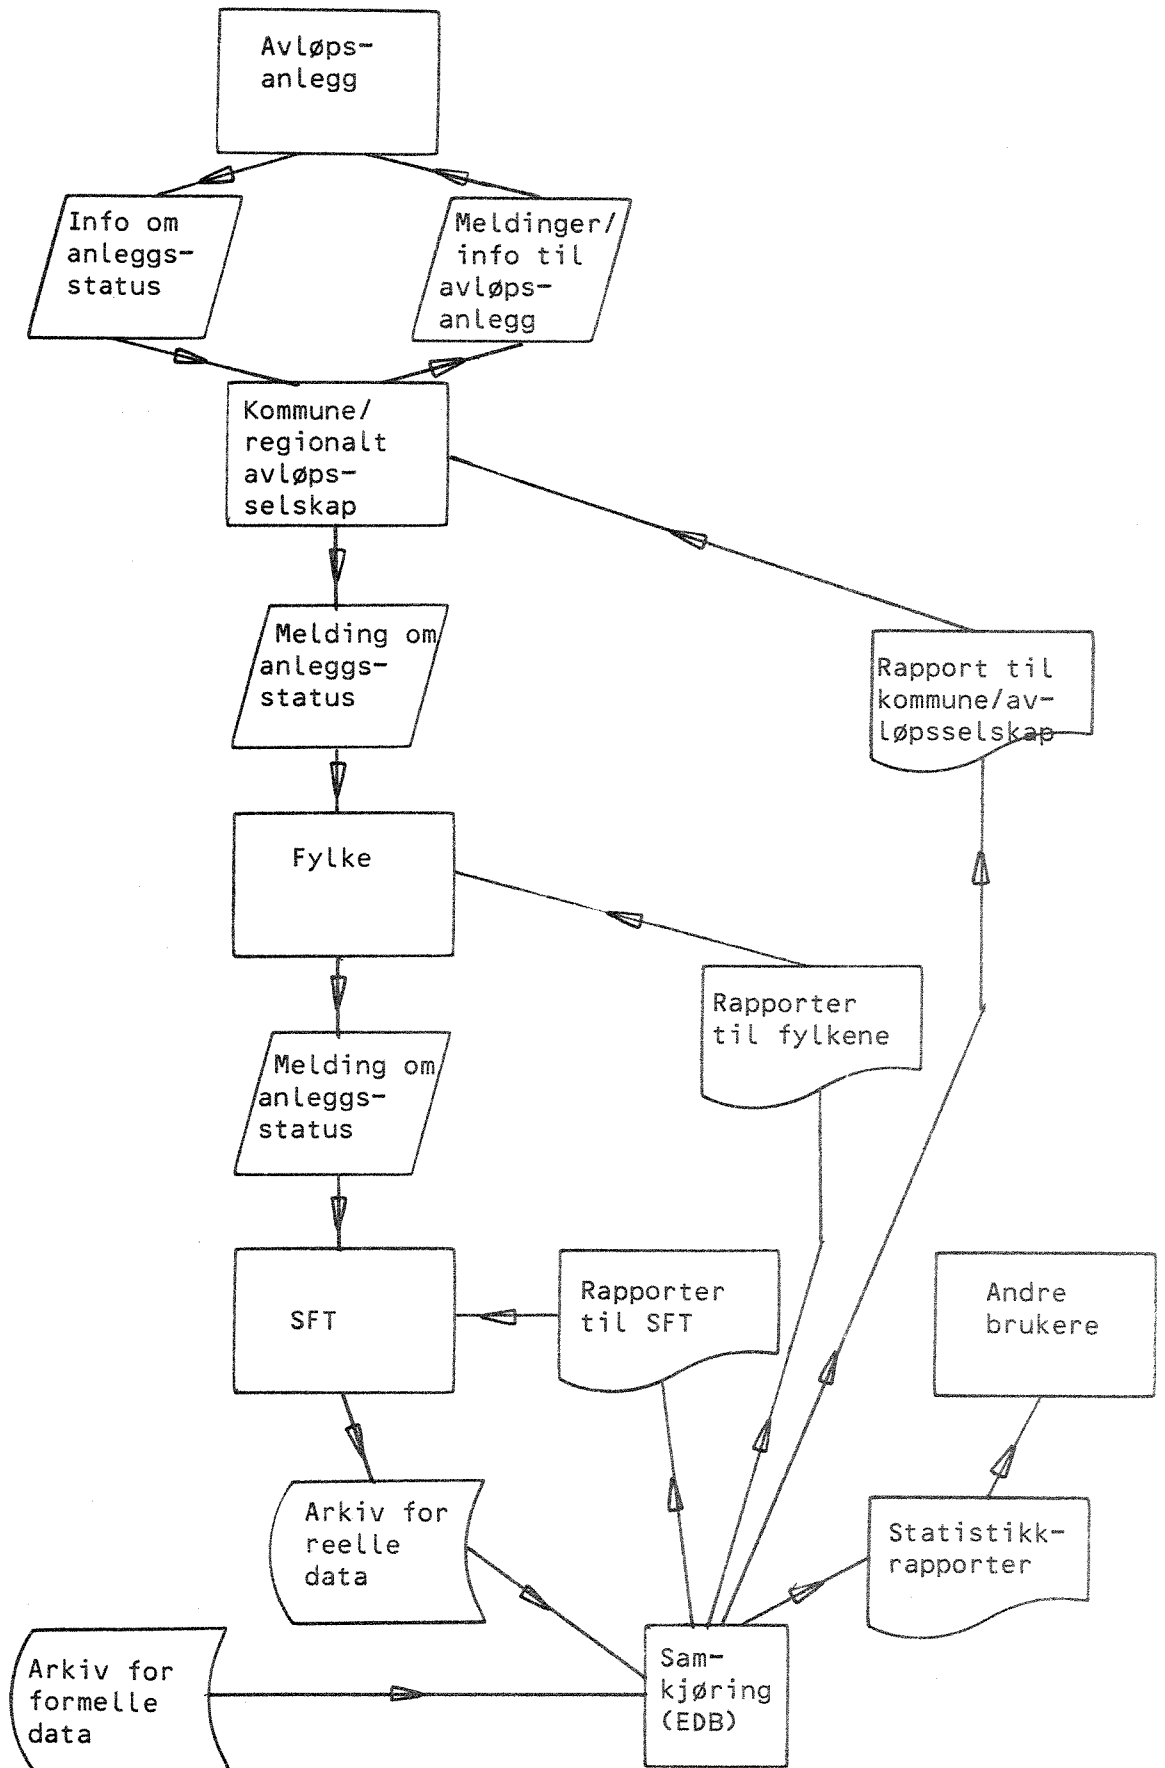 Avløps-
anlegg
Info om
anleggs-
status
Meldinger/
info til
avløps-
anlegg
Kommune/
regionalt
avløps-
selskap
Melding om
anleggs-
status
Rapport til
kommune/av-
løpsselskap
Fylke
Rapporter
til fylkene
Melding om
anleggs-
status
SFT
Rapporter
til SFT
Andre
brukere
Arkiv for
reelle
data
Statistikk-
rapporter
Arkiv for
formelle
data
Sam-
kjøring
(EDB)